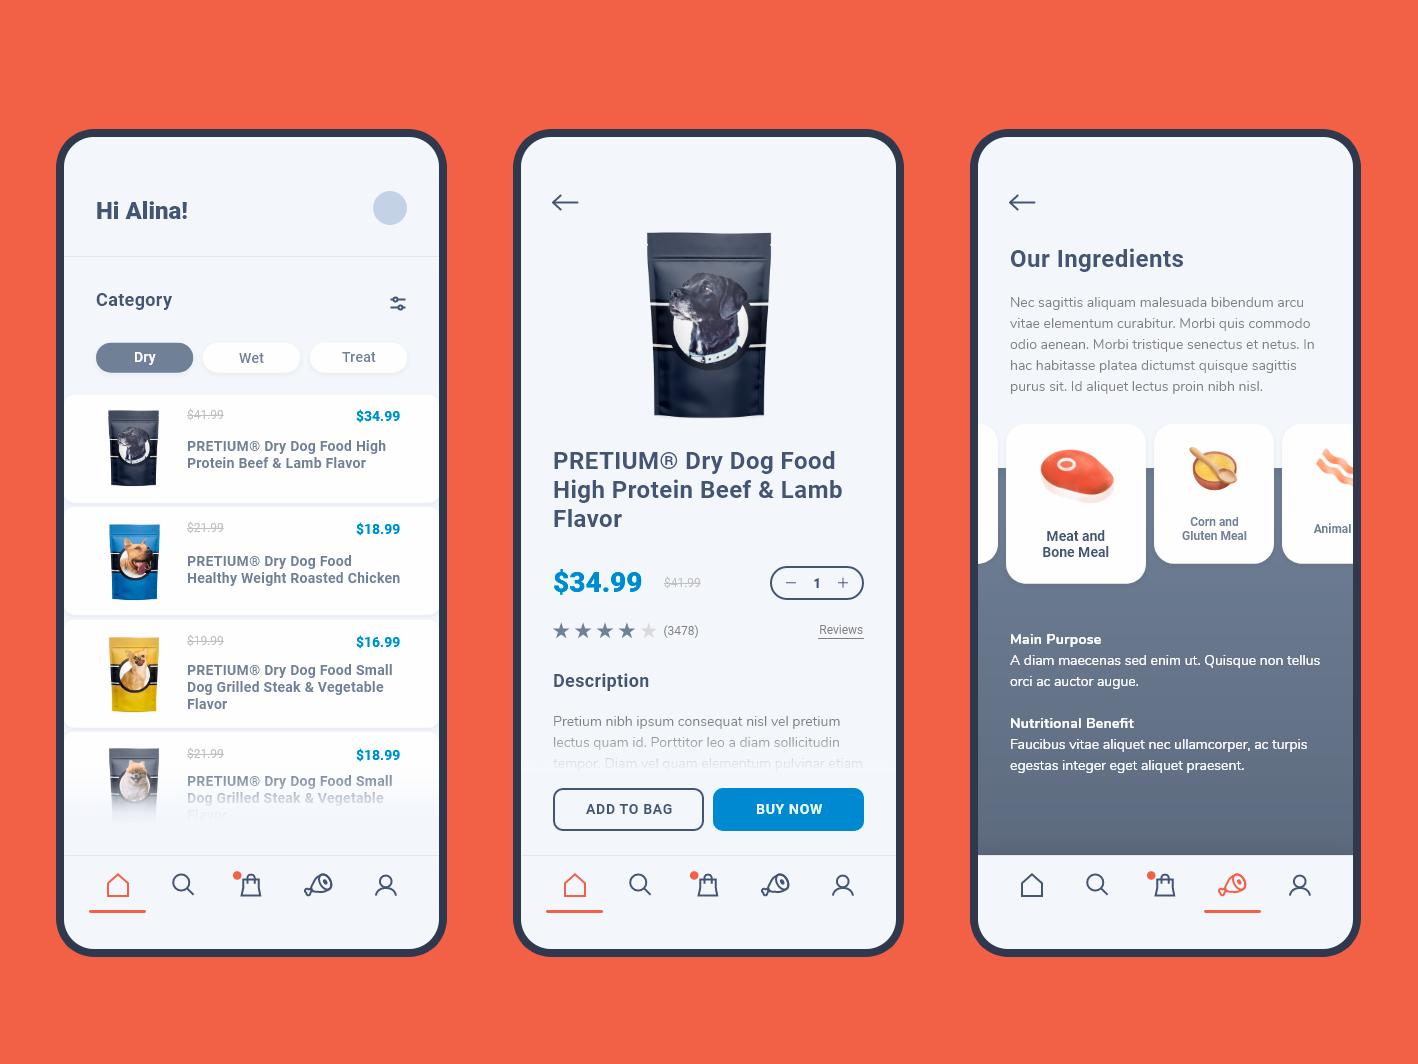 Hi Alina!
Category
Dry
Wet
Treat
$41.99
$34.99
PRETIUM® Dry Dog Food High
Protein Beef & Lamb Flavor
$21.99
$18.99
PRETIUM® Dry Dog Food
Healthy Weight Roasted Chicken
$19.99
$16.99
PRETIUM® Dry Dog Food Small
Dog Grilled Steak & Vegetable
Flavor
$21.99
$18.99
PRETIUM® Dry Dog Food Small
Dog Grilled Steak & Vegetable
Flavor
PRETIUM® Dry Dog Food
High Protein Beef & Lamb
Flavor
$34.99
$41.99
− 1 +
(3478)
Reviews
Description
Pretium nibh ipsum consequat nisl vel pretium
lectus quam id. Porttitor leo a diam sollicitudin
tempor. Diam vel quam elementum pulvinar etiam
ADD TO BAG
BUY NOW
Our Ingredients
Nec sagittis aliquam malesuada bibendum arcu
vitae elementum curabitur. Morbi quis commodo
odio aenean. Morbi tristique senectus et netus. In
hac habitasse platea dictumst quisque sagittis
purus sit. Id aliquet lectus proin nibh nisl.
Meat and
Bone Meal
Corn and
Gluten Meal
Animal
Main Purpose
A diam maecenas sed enim ut. Quisque non tellus
orci ac auctor augue.
Nutritional Benefit
Faucibus vitae aliquet nec ullamcorper, ac turpis
egestas integer eget aliquet praesent.